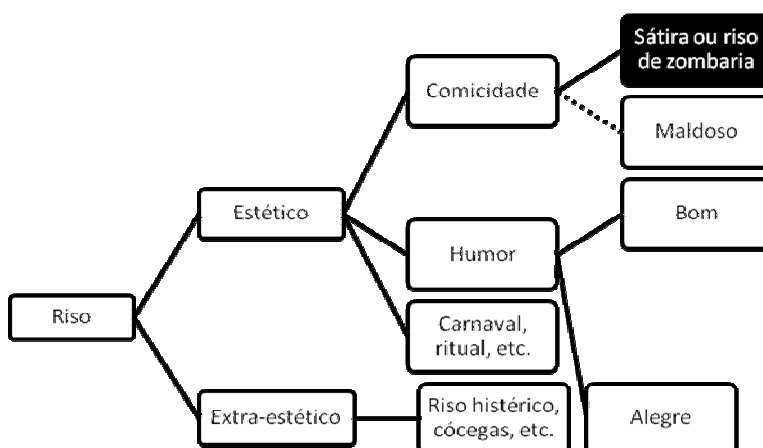 Sátira ou riso
de zombaria
Comicidade
Maldoso
Estético
Bom
Humor
Riso
Carnaval,
ritual, etc.
Extra-estético
Riso histérico,
cócegas, etc.
Alegre